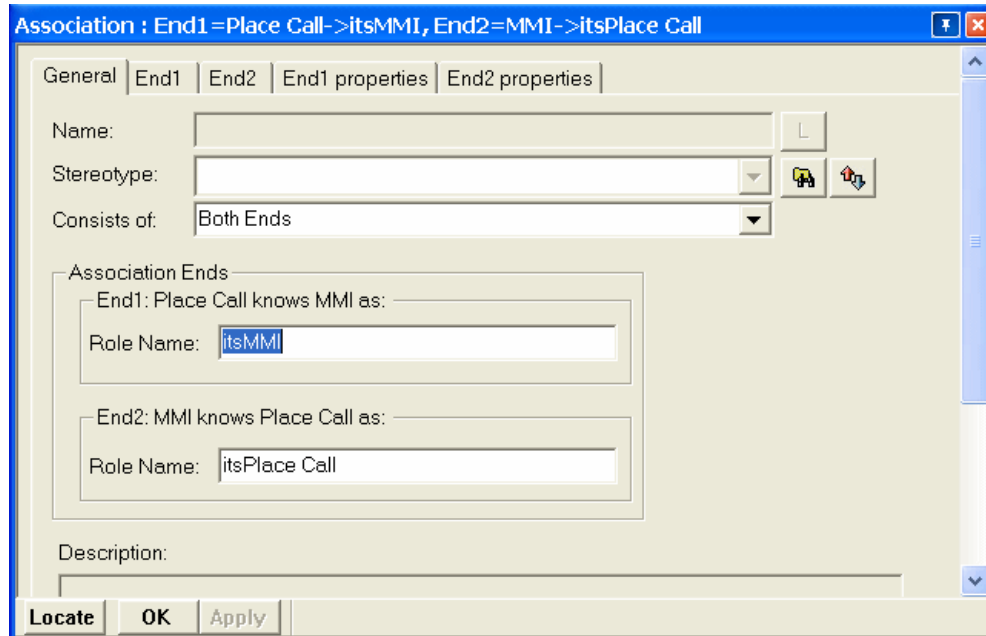 Association : End1=Place Call->itsMMI, End2=MMI->itsPlace Call
General End1 End2 End1 properties End2 properties
Name: L
Stereotype:
Consists of: Both Ends
Association Ends
End1: Place Call knows MMI as:
Role Name: itsMMI
End2: MMI knows Place Call as:
Role Name: itsPlace Call
Description:
Locate OK Apply